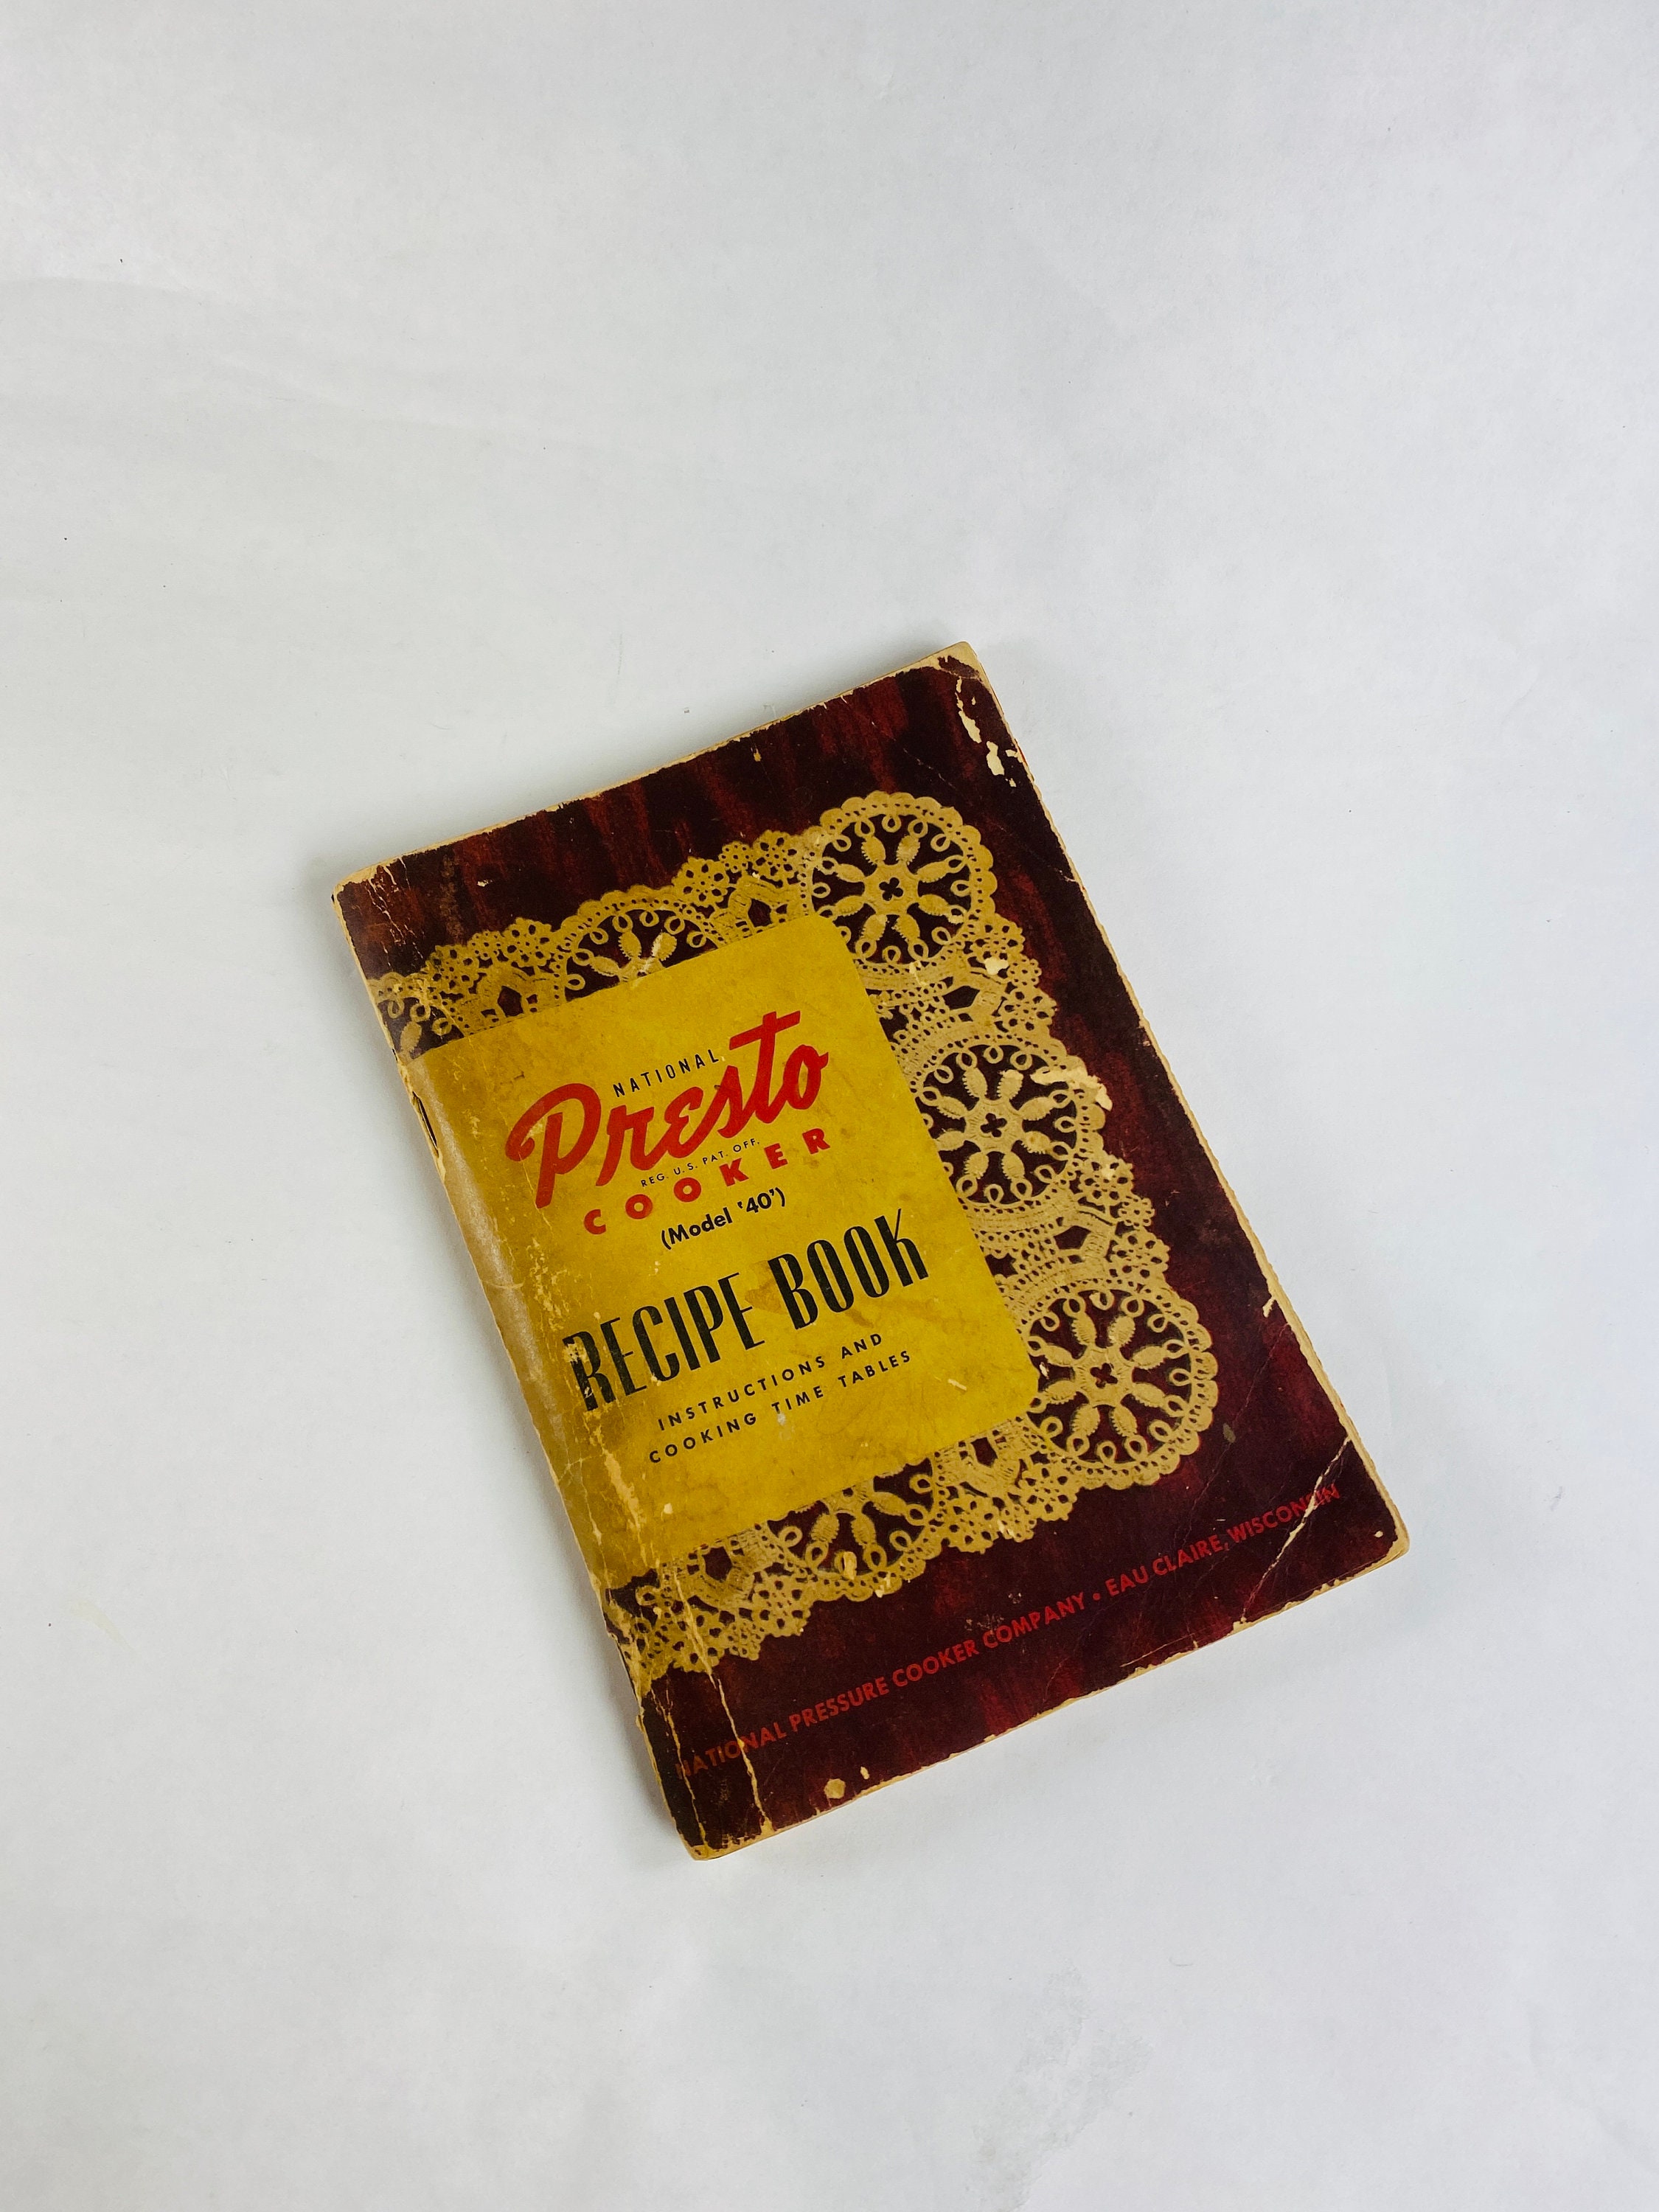 NATIONAL
Presto
REG. U.S. PAT. OFF.
COOKER
(Model '40')
RECIPE BOOK
INSTRUCTIONS AND
COOKING TIME TABLES
NATIONAL PRESSURE COOKER COMPANY • EAU CLAIRE, WISCONSIN